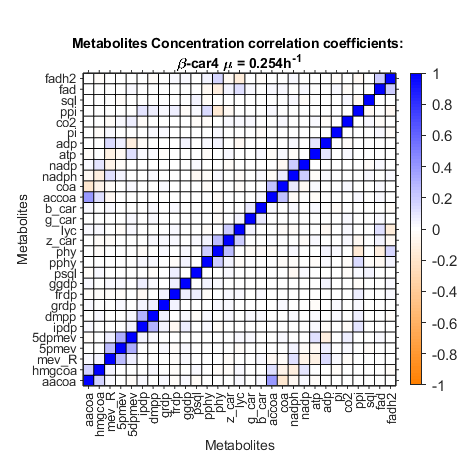 Metabolites Concentration correlation coefficients:
β-car4 μ = 0.254h⁻¹
fadh2
fad
sql
ppi
co2
pi
adp
atp
nadp
nadph
coa
accoa
b_car
g_car
lyc
z_car
phy
pphy
psql
ggdp
frdp
grdp
dmpp
ipdp
5dpmev
5pmev
mev_R
hmgcoa
aacoa
Metabolites
aacoa
hmgcoa
mev_R
5pmev
5dpmev
ipdp
dmpp
grdp
frdp
ggdp
psql
pphy
phy
z_car
lyc
g_car
b_car
accoa
coa
nadph
nadp
atp
adp
pi
co2
ppi
sql
fad
fadh2
Metabolites
1
0.8
0.6
0.4
0.2
0
-0.2
-0.4
-0.6
-0.8
-1